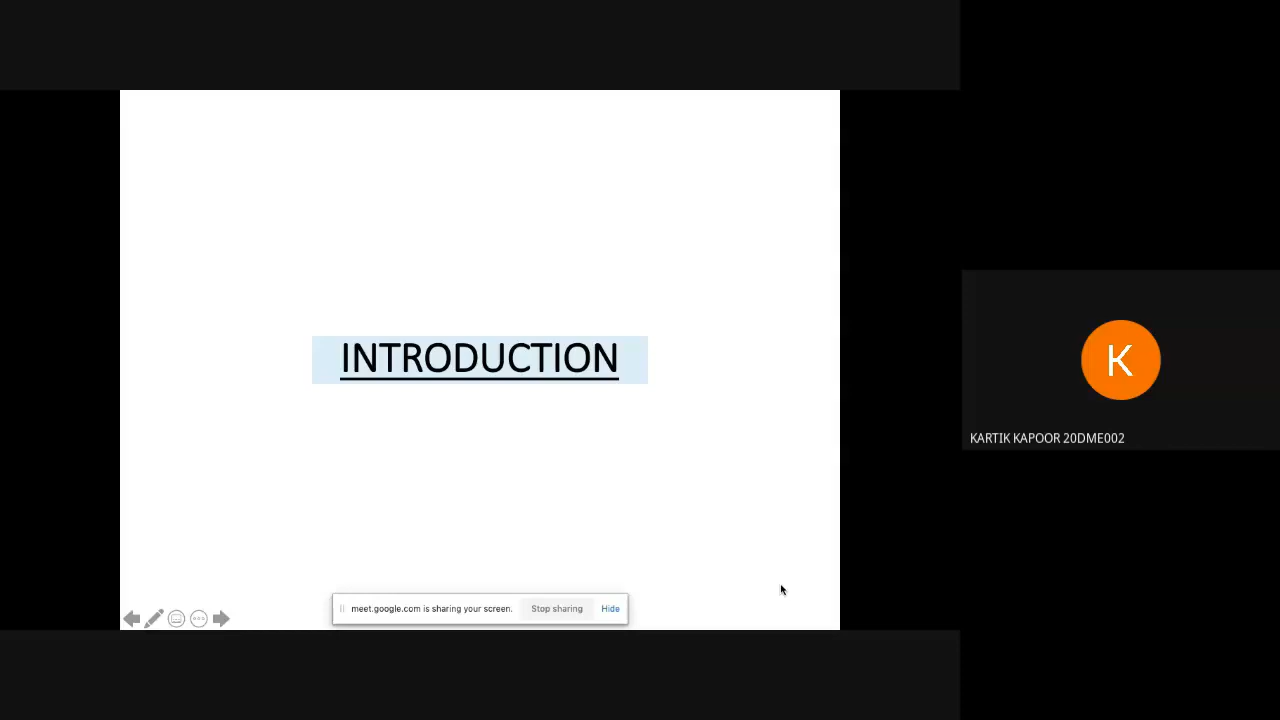 INTRODUCTION
K
KARTIK KAPOOR 20DME002
meet.google.com is sharing your screen. Stop sharing Hide